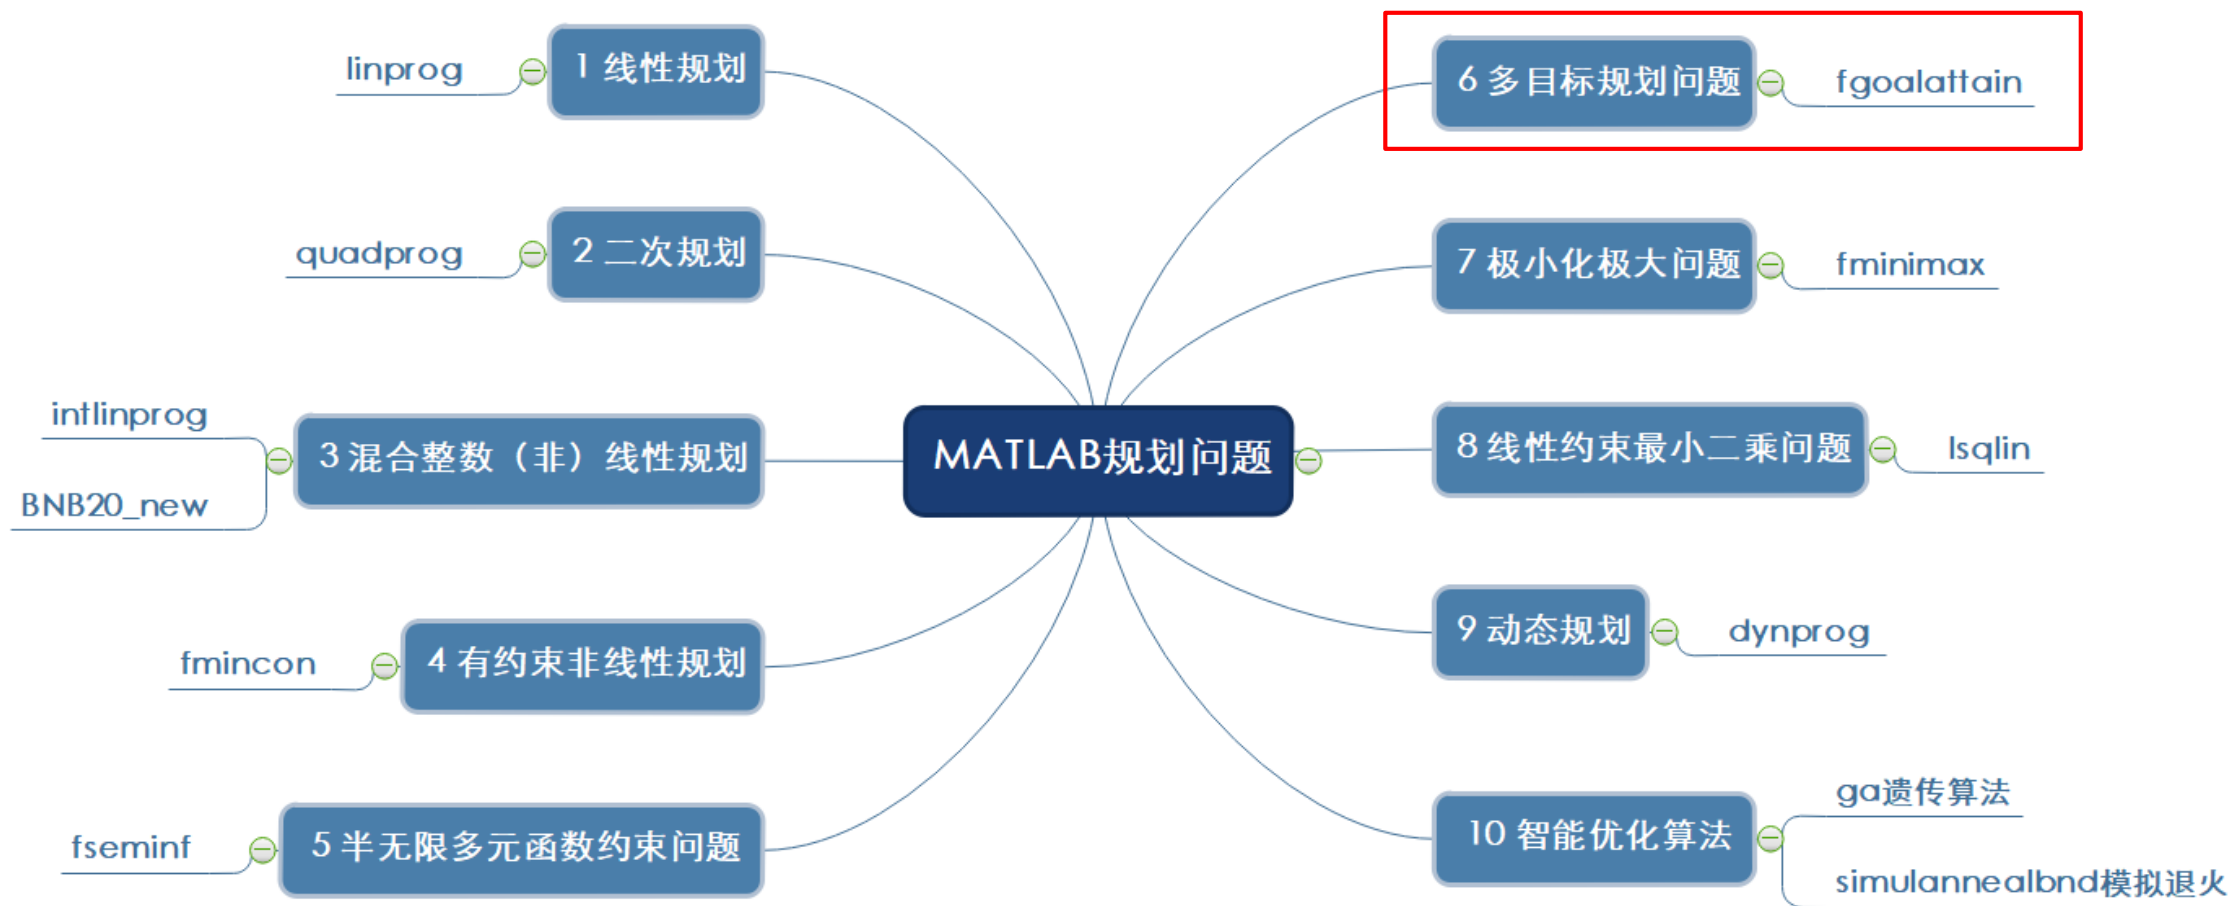 MATLAB规划问题
1 线性规划
linprog
2 二次规划
quadprog
3 混合整数（非）线性规划
intlinprog
BNB20_new
4 有约束非线性规划
fmincon
5 半无限多元函数约束问题
fseminf
6 多目标规划问题
fgoalattain
7 极小化极大问题
fminimax
8 线性约束最小二乘问题
lsqlin
9 动态规划
dynprog
10 智能优化算法
ga遗传算法
simulannealbnd模拟退火